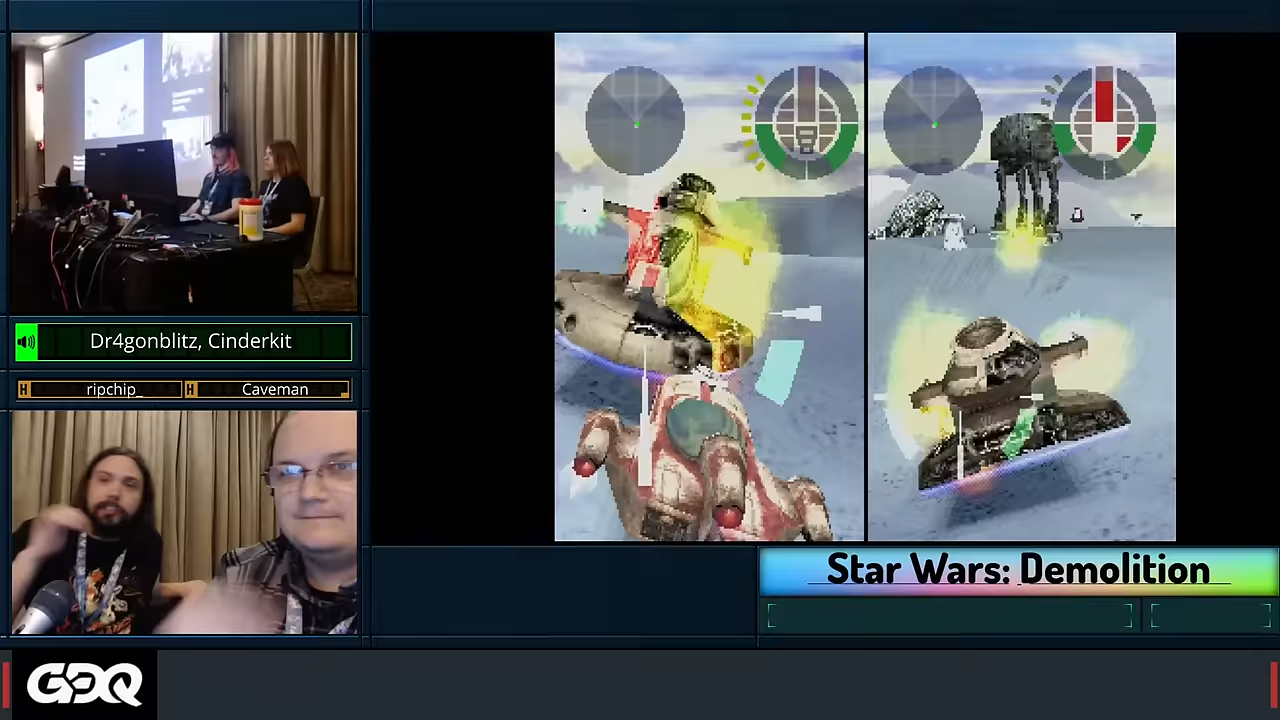 Dr4gonblitz, Cinderkit
H ripchip_ H Caveman
Star Wars: Demolition
GDQ